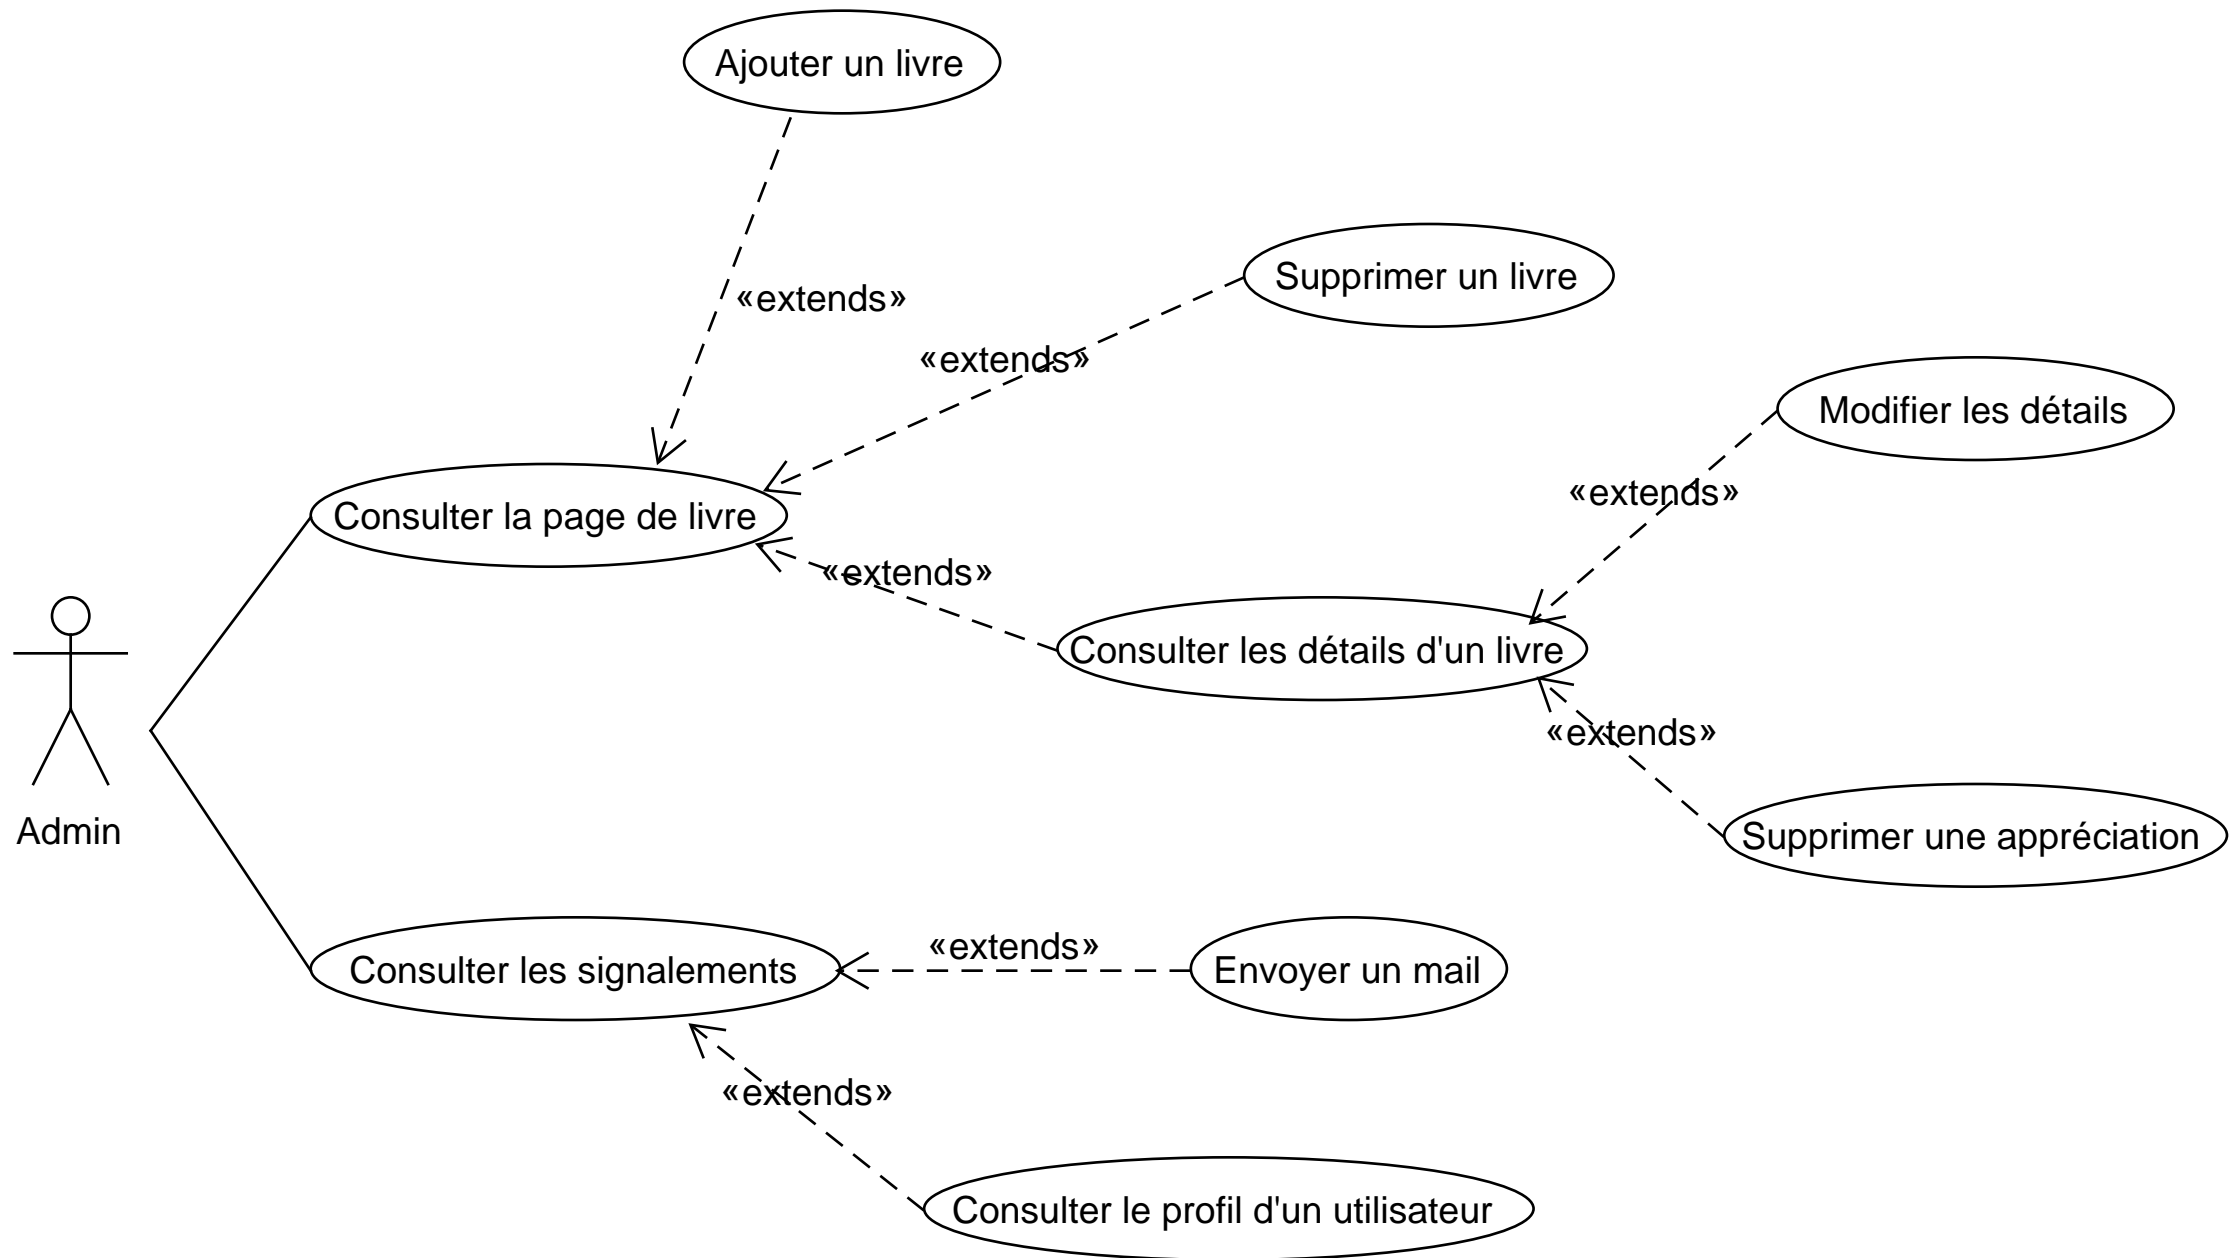 Ajouter un livre
Supprimer un livre
«extends»
«extends»
Modifier les détails
«extends»
Consulter la page de livre
«extends»
Consulter les détails d'un livre
«extends»
Admin
Supprimer une appréciation
«extends»
Consulter les signalements
Envoyer un mail
«extends»
Consulter le profil d'un utilisateur